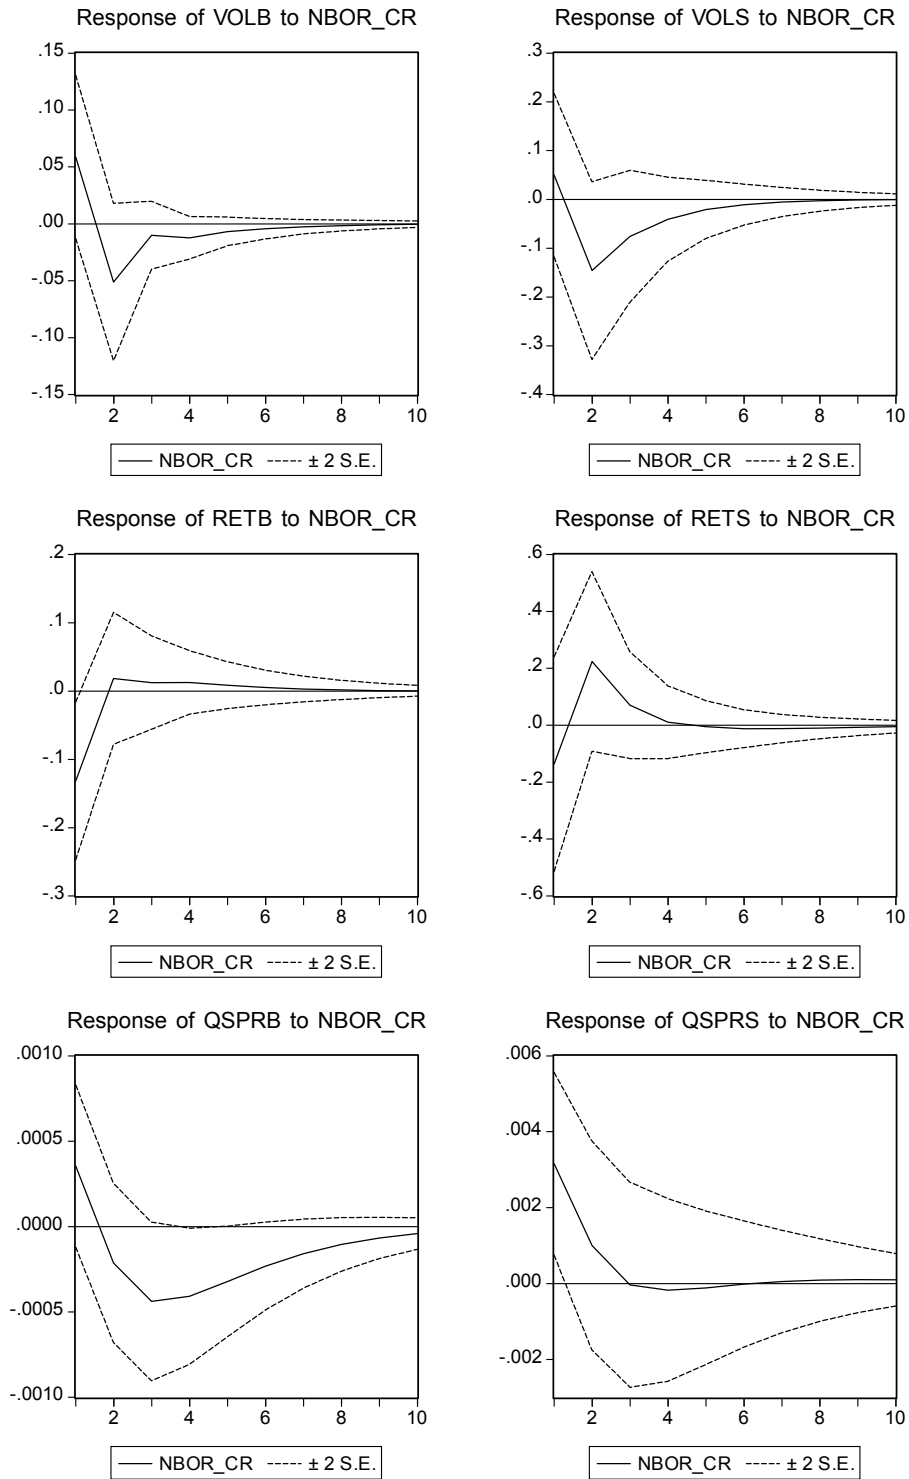 Response of VOLB to NBOR_CR
.15
.10
.05
.00
-.05
-.10
-.15
2 4 6 8 10
NBOR_CR ± 2 S.E.
Response of VOLS to NBOR_CR
.3
.2
.1
.0
-.1
-.2
-.3
-.4
2 4 6 8 10
NBOR_CR ± 2 S.E.
Response of RETB to NBOR_CR
.2
.1
.0
-.1
-.2
-.3
2 4 6 8 10
NBOR_CR ± 2 S.E.
Response of RETS to NBOR_CR
.6
.4
.2
.0
-.2
-.4
-.6
2 4 6 8 10
NBOR_CR ± 2 S.E.
Response of QSPRB to NBOR_CR
.0010
.0005
.0000
-.0005
-.0010
2 4 6 8 10
NBOR_CR ± 2 S.E.
Response of QSPRS to NBOR_CR
.006
.004
.002
.000
-.002
2 4 6 8 10
NBOR_CR ± 2 S.E.